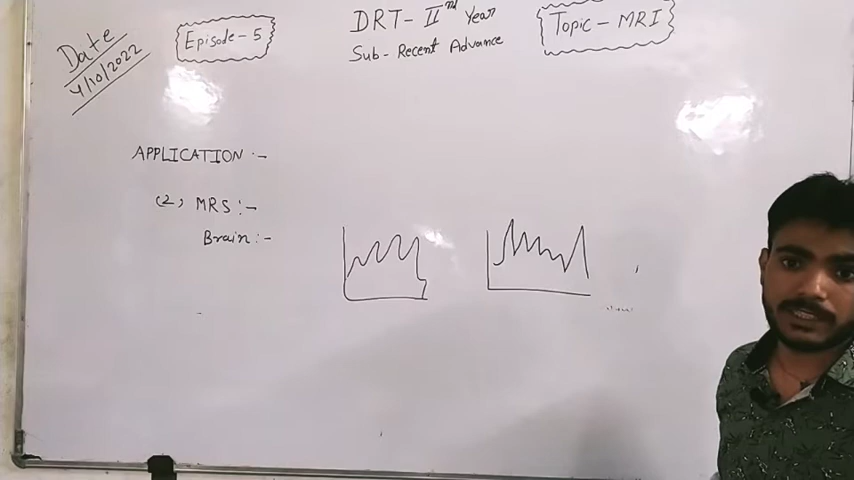 Date
4/10/2022
Episode-5
DRT- IInd Year
Sub-Recent Advance
Topic-MRI
APPLICATION :-
(2) MRS:-
Brain:-